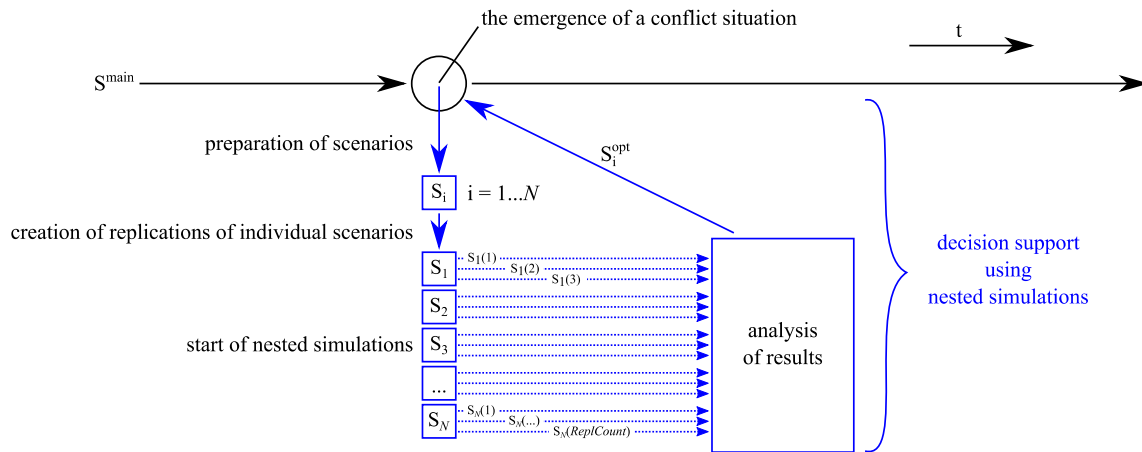 the emergence of a conflict situation
t
S^main
preparation of scenarios
S_i^opt
S_i i = 1...N
creation of replications of individual scenarios
S_1 S_1(1)
S_1(2)
S_1(3)
S_2
start of nested simulations S_3
...
S_N S_N(1)
S_N(...)
S_N(ReplCount)
analysis
of results
decision support
using
nested simulations